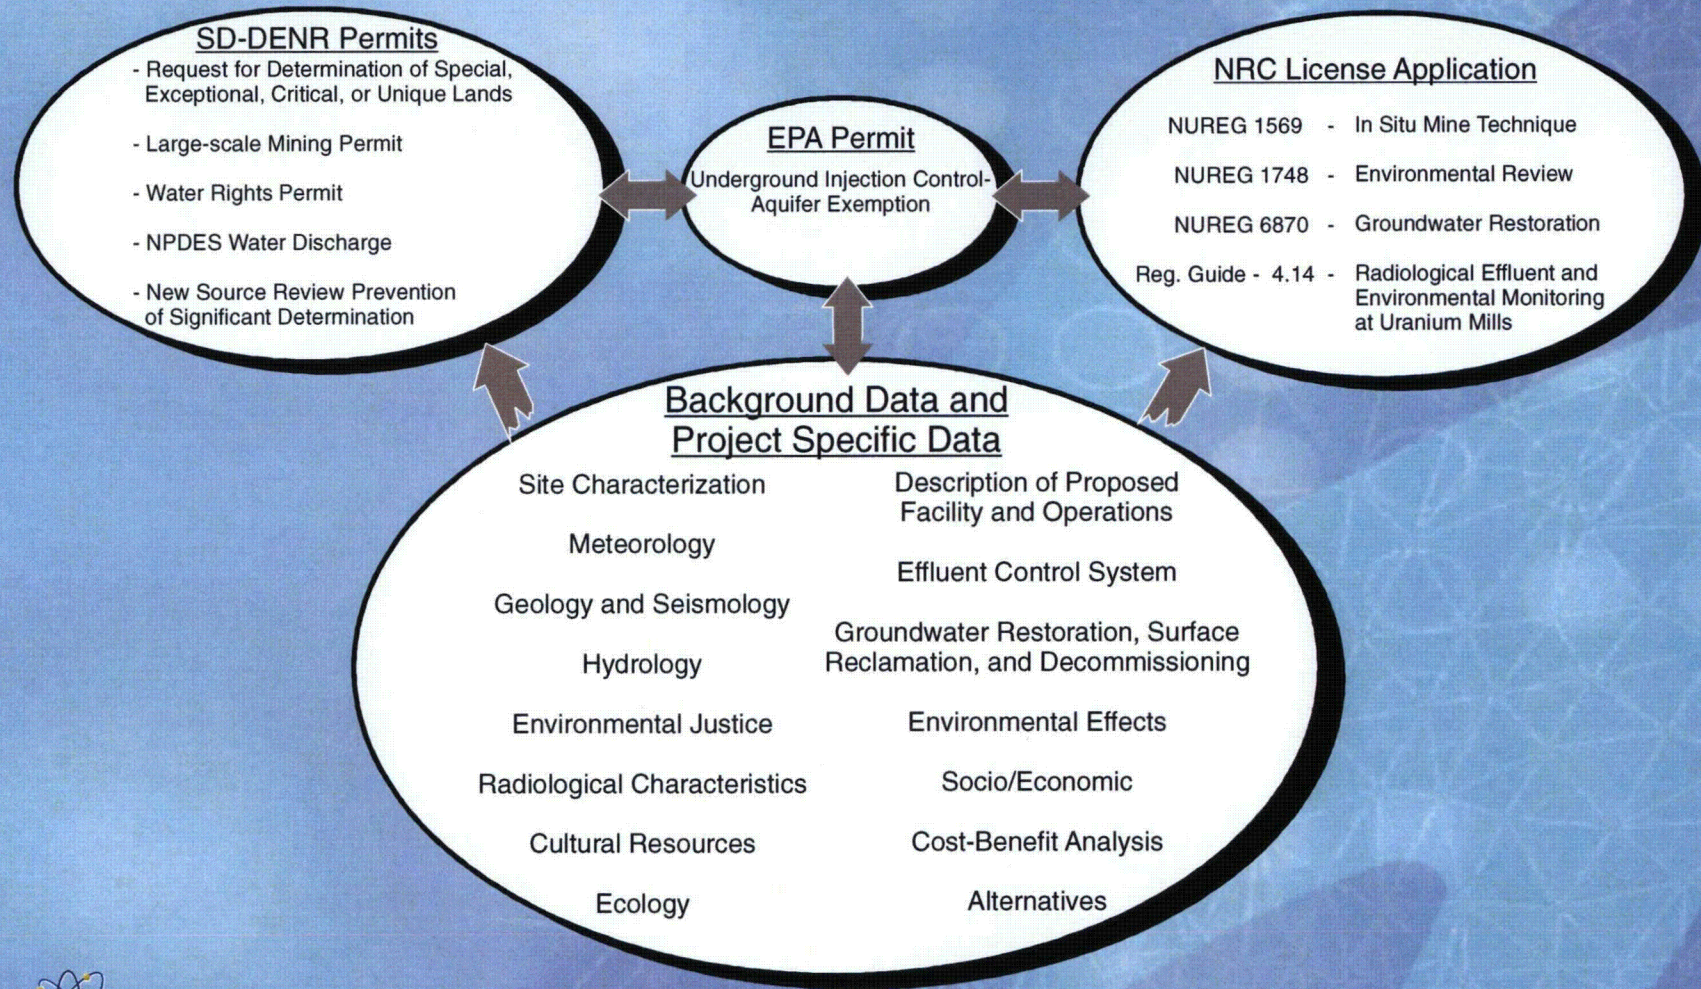 SD-DENR Permits
- Request for Determination of Special,
Exceptional, Critical, or Unique Lands
- Large-scale Mining Permit
- Water Rights Permit
- NPDES Water Discharge
- New Source Review Prevention
of Significant Determination
EPA Permit
Underground Injection Control-
Aquifer Exemption
NRC License Application
NUREG 1569 - In Situ Mine Technique
NUREG 1748 - Environmental Review
NUREG 6870 - Groundwater Restoration
Reg. Guide - 4.14 - Radiological Effluent and
Environmental Monitoring
at Uranium Mills
Background Data and
Project Specific Data
Site Characterization
Meteorology
Geology and Seismology
Hydrology
Environmental Justice
Radiological Characteristics
Cultural Resources
Ecology
Description of Proposed
Facility and Operations
Effluent Control System
Groundwater Restoration, Surface
Reclamation, and Decommissioning
Environmental Effects
Socio/Economic
Cost-Benefit Analysis
Alternatives